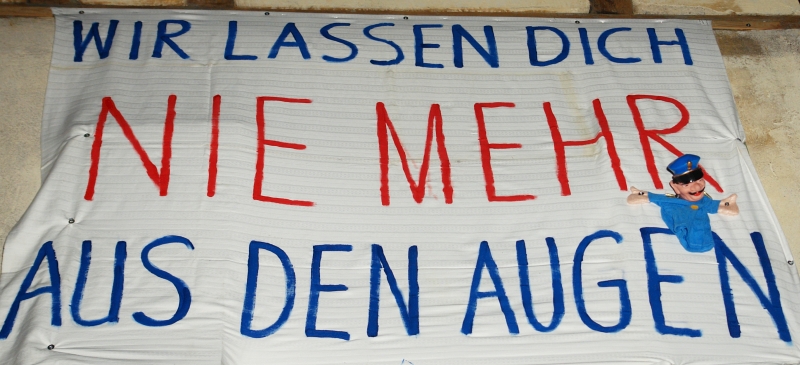 WIR LASSEN DICH
NIE MEHR
AUS DEN AUGEN